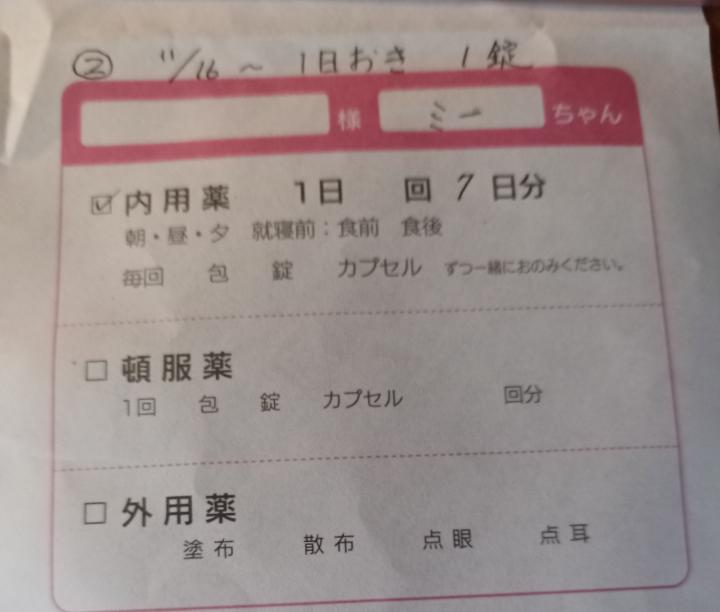 ② 11/16 ～ 1日おき 1錠
様 ミー ちゃん
☑ 内用薬 1日 回 7 日分
朝・昼・夕 就寝前：食前 食後
毎回 包 錠 カプセル ずつ一緒におのみください。
□ 頓服薬
1回 包 錠 カプセル 回分
□ 外用薬
塗布 散布 点眼 点耳